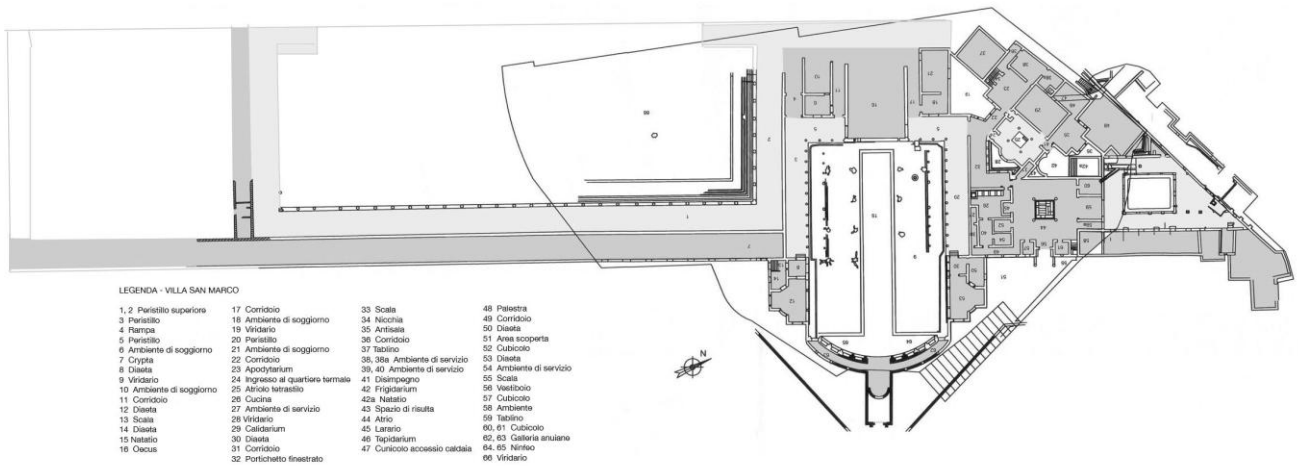 LEGENDA - VILLA SAN MARCO
1, 2 Peristilio superiore
3 Peristilio
4 Rampa
5 Peristilio
6 Ambiente di soggiorno
7 Crypta
8 Diaeta
9 Viridario
10 Ambiente di soggiorno
11 Corridoio
12 Diaeta
13 Scala
14 Diaeta
15 Natatio
16 Oecus
17 Corridoio
18 Ambiente di soggiorno
19 Viridario
20 Peristilio
21 Ambiente di soggiorno
22 Corridoio
23 Apodytarium
24 Ingresso al quartiere termale
25 Atriolo tetrastilo
26 Cucina
27 Ambiente di servizio
28 Viridario
29 Calidarium
30 Diaeta
31 Corridoio
32 Portichetto finestrato
33 Scala
34 Nicchia
35 Antisala
36 Corridoio
37 Tablino
38, 38a Ambiente di servizio
39, 40 Ambiente di servizio
41 Disimpegno
42 Frigidarium
42a Natatio
43 Spazio di risulta
44 Atrio
45 Larario
46 Tepidarium
47 Cunicolo accessio caldaia
48 Palestra
49 Corridoio
50 Diaeta
51 Area scoperta
52 Cubicolo
53 Diaeta
54 Ambiente di servizio
55 Scala
56 Vestibolo
57 Cubicolo
58 Ambiente
59 Tablino
60, 61 Cubicolo
62, 63 Galleria anulare
64, 65 Ninfeo
66 Viridario
N